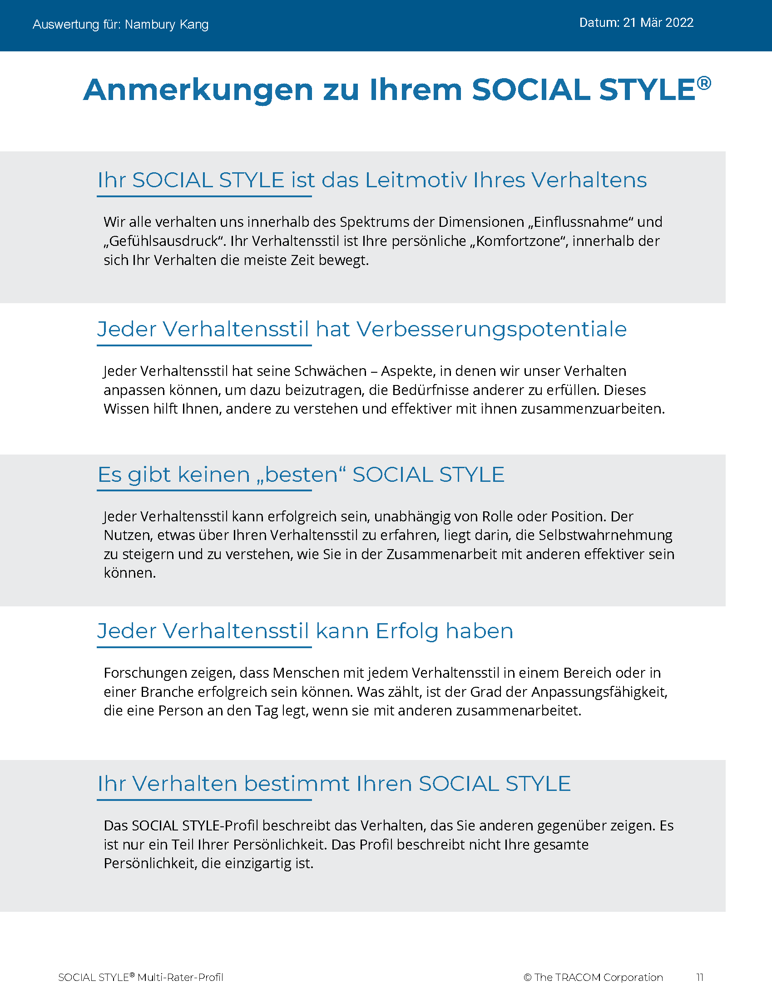 Auswertung für: Nambury Kang
Datum: 21 Mär 2022
Anmerkungen zu Ihrem SOCIAL STYLE®
Ihr SOCIAL STYLE ist das Leitmotiv Ihres Verhaltens
Wir alle verhalten uns innerhalb des Spektrums der Dimensionen „Einflussnahme“ und
„Gefühlsausdruck“. Ihr Verhaltensstil ist Ihre persönliche „Komfortzone“, innerhalb der
sich Ihr Verhalten die meiste Zeit bewegt.
Jeder Verhaltensstil hat Verbesserungspotentiale
Jeder Verhaltensstil hat seine Schwächen – Aspekte, in denen wir unser Verhalten
anpassen können, um dazu beizutragen, die Bedürfnisse anderer zu erfüllen. Dieses
Wissen hilft Ihnen, andere zu verstehen und effektiver mit ihnen zusammenzuarbeiten.
Es gibt keinen „besten“ SOCIAL STYLE
Jeder Verhaltensstil kann erfolgreich sein, unabhängig von Rolle oder Position. Der
Nutzen, etwas über Ihren Verhaltensstil zu erfahren, liegt darin, die Selbstwahrnehmung
zu steigern und zu verstehen, wie Sie in der Zusammenarbeit mit anderen effektiver sein
können.
Jeder Verhaltensstil kann Erfolg haben
Forschungen zeigen, dass Menschen mit jedem Verhaltensstil in einem Bereich oder in
einer Branche erfolgreich sein können. Was zählt, ist der Grad der Anpassungsfähigkeit,
die eine Person an den Tag legt, wenn sie mit anderen zusammenarbeitet.
Ihr Verhalten bestimmt Ihren SOCIAL STYLE
Das SOCIAL STYLE-Profil beschreibt das Verhalten, das Sie anderen gegenüber zeigen. Es
ist nur ein Teil Ihrer Persönlichkeit. Das Profil beschreibt nicht Ihre gesamte
Persönlichkeit, die einzigartig ist.
SOCIAL STYLE® Multi-Rater-Profil
© The TRACOM Corporation
11